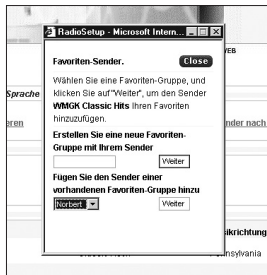 RadioSetup - Microsoft Intern...
WEB
Favoriten-Sender.
Close
Wählen Sie eine Favoriten-Gruppe, und
klicken Sie auf "Weiter", um den Sender
Sprache
WMGK Classic Hits Ihren Favoriten
hinzuzufügen.
eren
nder nach
Erstellen Sie eine neue Favoriten-
Gruppe mit Ihrem Sender
Weiter
Fügen Sie den Sender einer
vorhandenen Favoriten-Gruppe hinzu
Norbert
Weiter
ikrichtung
nnsylvania